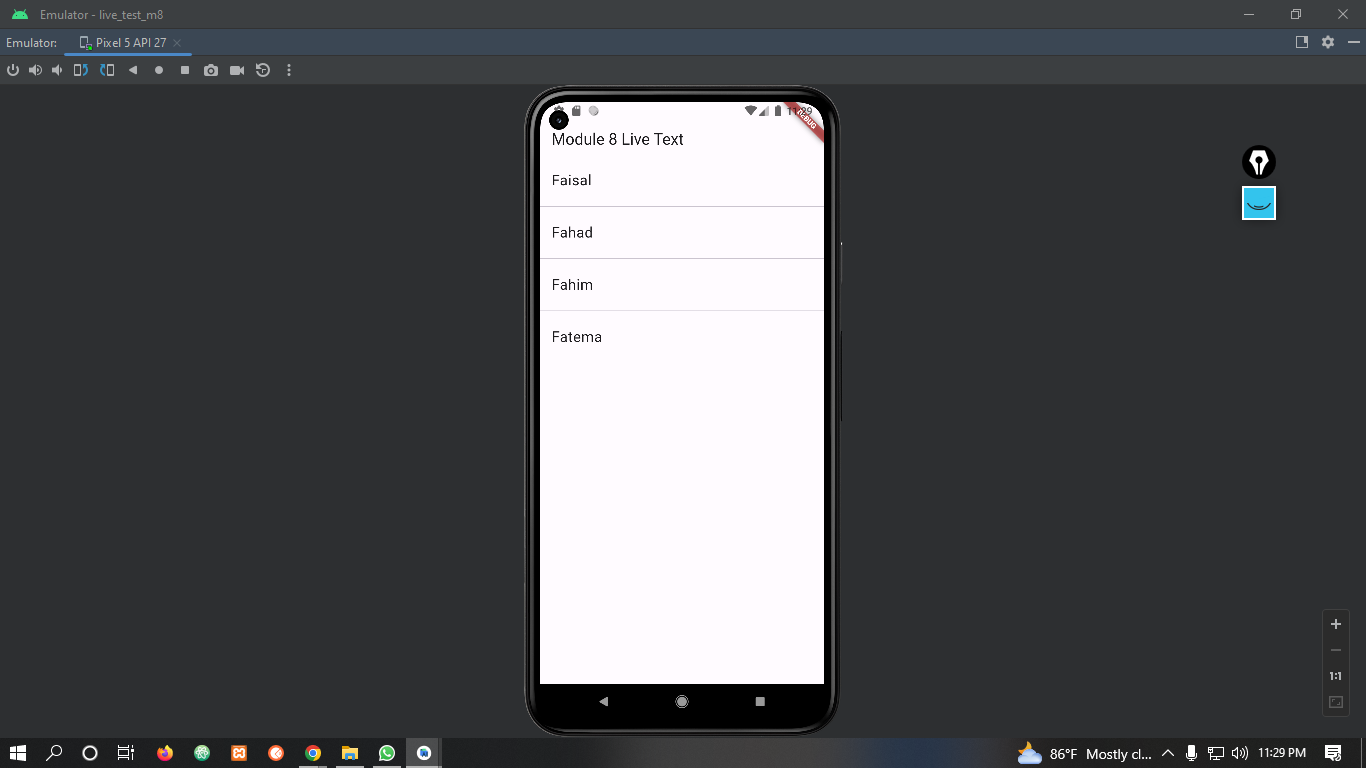 Emulator - live_test_m8
Emulator:
Pixel 5 API 27
11:29
DEBUG
Module 8 Live Text
Faisal
Fahad
Fahim
Fatema
1:1
86°F Mostly cl...
11:29 PM